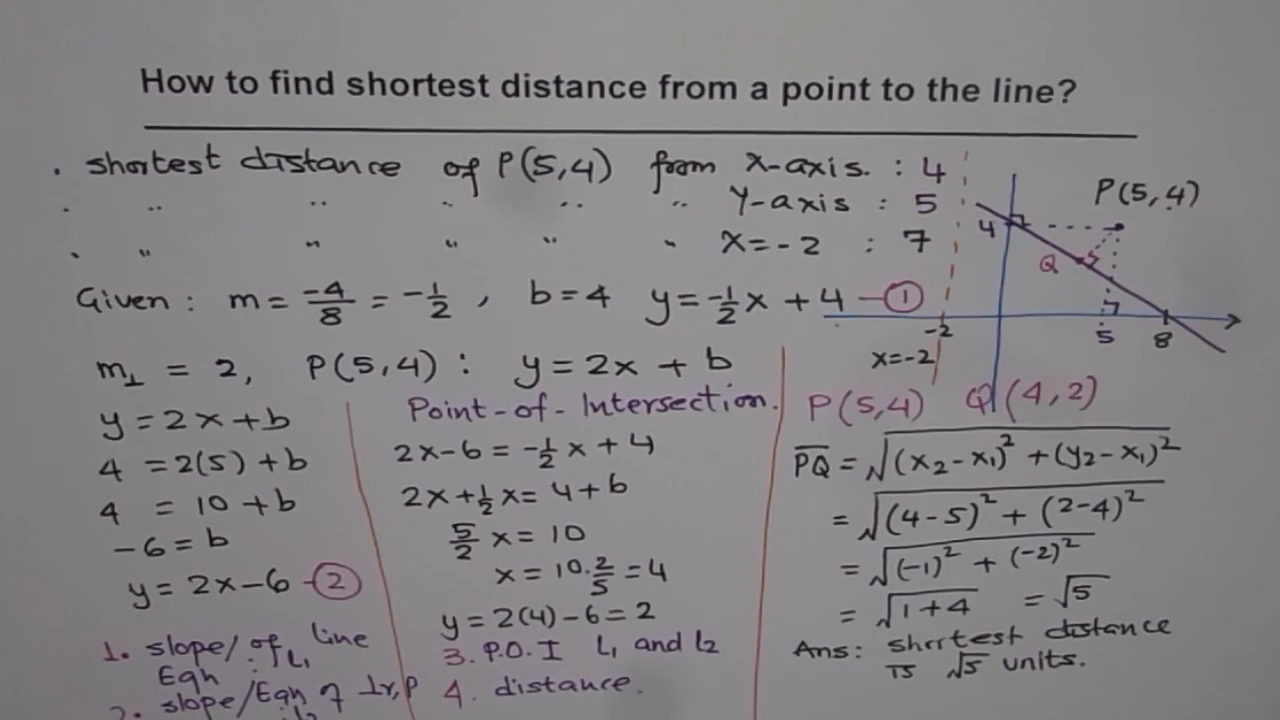 How to find shortest distance from a point to the line?
. shortest distance of P(5,4) from X-axis. : 4
. " " " " " Y-axis : 5
. " " " " " X=-2 : 7
Given : m = -4/8 = -1/2 , b=4 y=-1/2x+4 -①
m⊥ = 2, P(5,4) : y=2x+b
y=2x+b
4 =2(5)+b
4 = 10+b
-6=b
y=2x-6 -②
1. slope/ of line
Eqn : L₁
2. slope/Eqn of ⊥r, P
L₂
Point-of-Intersection.
2x-6=-1/2x+4
2x+1/2x=4+6
5/2 x=10
x=10.2/5=4
y=2(4)-6=2
3. P.O.I L₁ and L₂
4. distance.
P(5,4)
4
Q
-2
5
8
x=-2
P(5,4) Q(4,2)
PQ = √(x₂-x₁)²+(y₂-x₁)²
= √(4-5)²+(2-4)²
= √(-1)²+(-2)²
= √1+4 = √5
Ans: shortest distance
is √5 units.